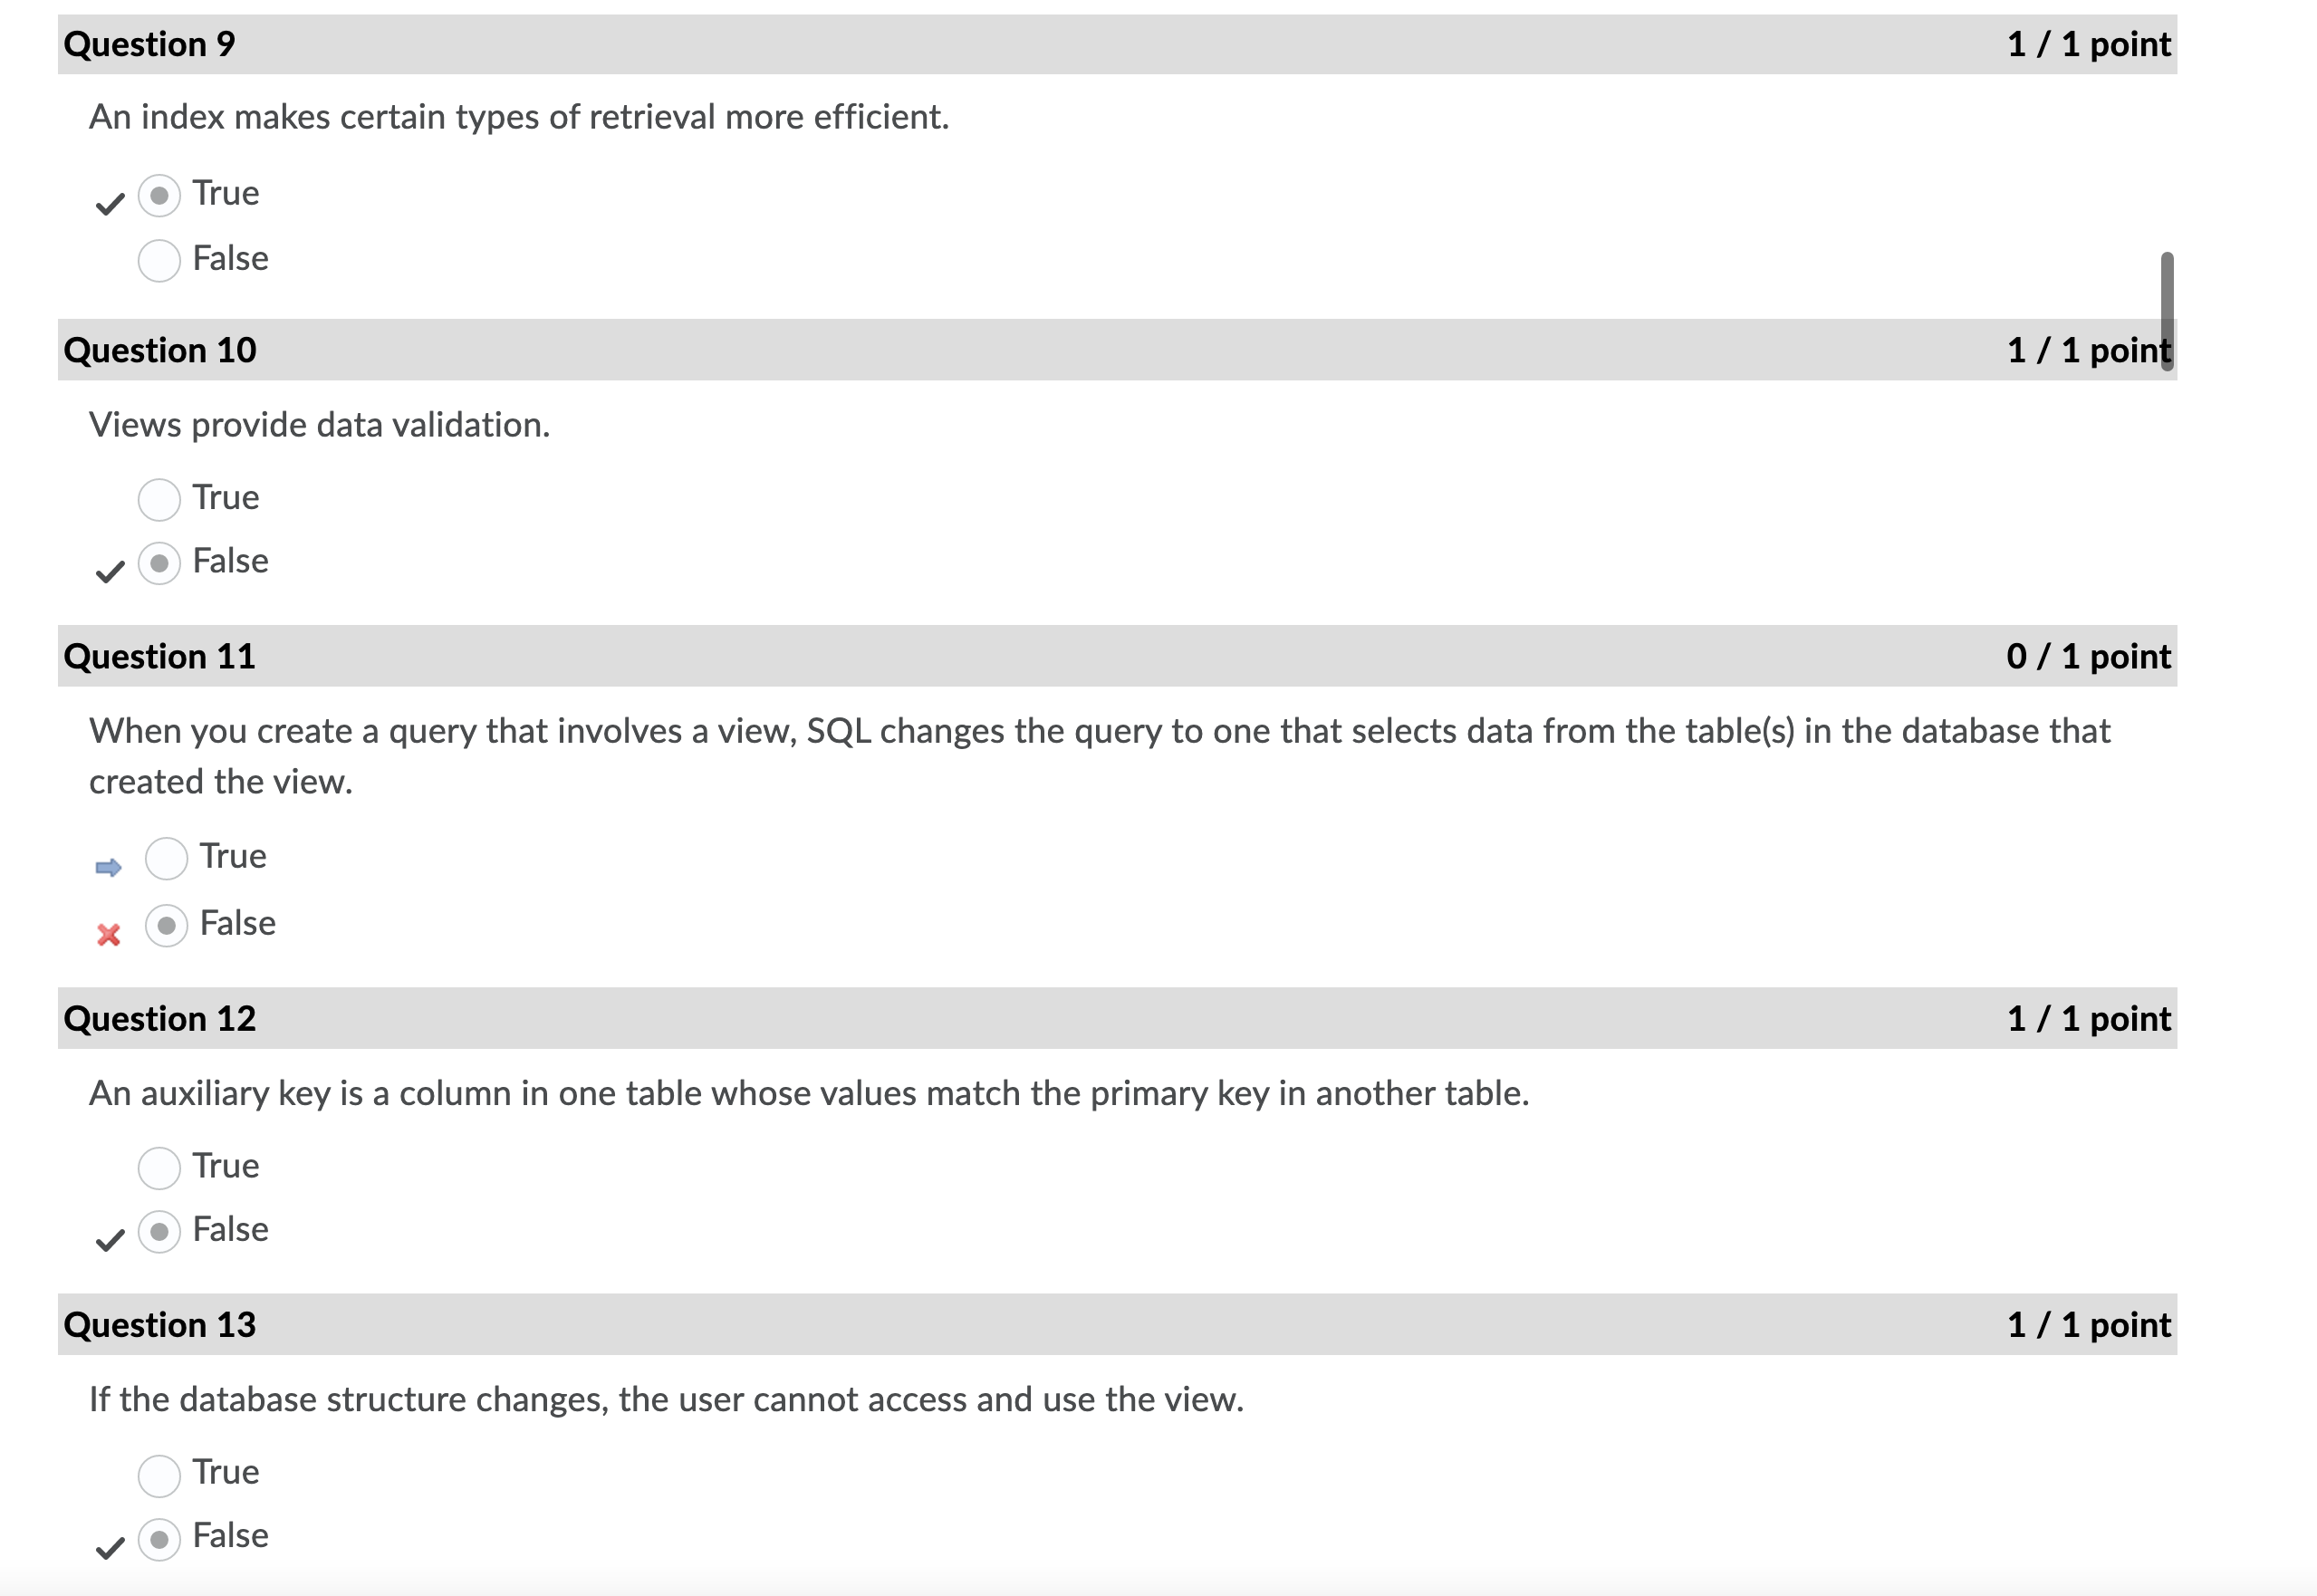 Question 9 1 / 1 point
An index makes certain types of retrieval more efficient.
True
False
Question 10 1 / 1 point
Views provide data validation.
True
False
Question 11 0 / 1 point
When you create a query that involves a view, SQL changes the query to one that selects data from the table(s) in the database that
created the view.
True
False
Question 12 1 / 1 point
An auxiliary key is a column in one table whose values match the primary key in another table.
True
False
Question 13 1 / 1 point
If the database structure changes, the user cannot access and use the view.
True
False